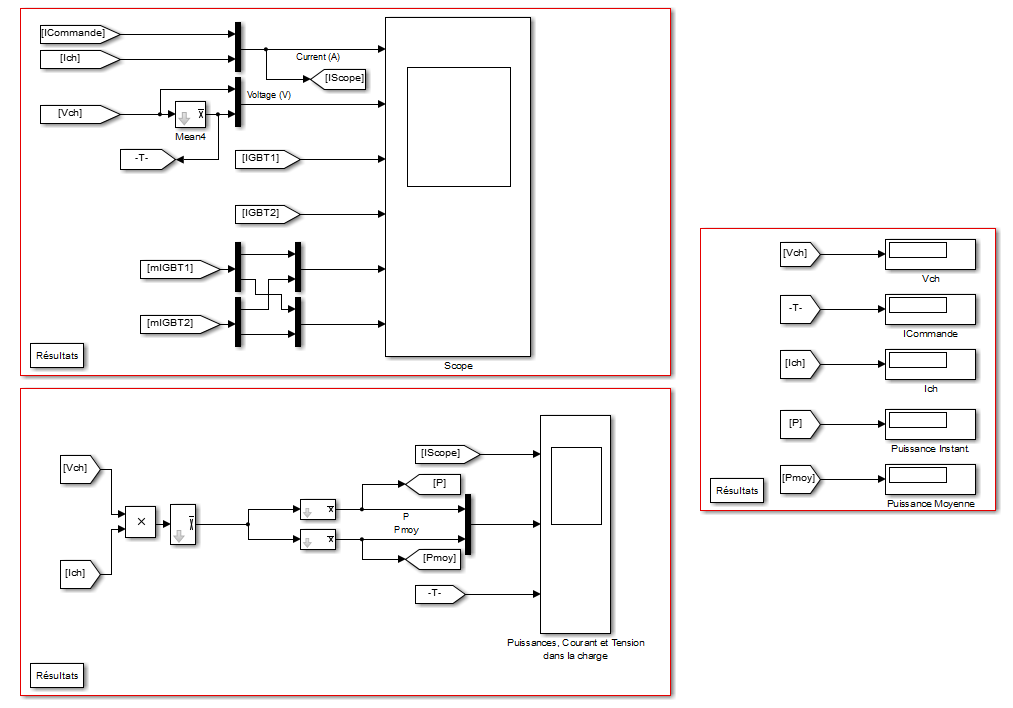 [ICommande]
[Ich]
Current (A)
[IScope]
Voltage (V)
[Vch]
x
Mean4
-T-
[IGBT1]
[IGBT2]
[mIGBT1]
[mIGBT2]
Résultats
Scope
[Vch]
Vch
-T-
ICommande
[Ich]
Ich
[P]
Puissance Instant.
[Pmoy]
Puissance Moyenne
Résultats
[IScope]
[Vch]
[P]
×
x
x
P
Pmoy
x
[Pmoy]
[Ich]
-T-
Puissances, Courant et Tension
dans la charge
Résultats